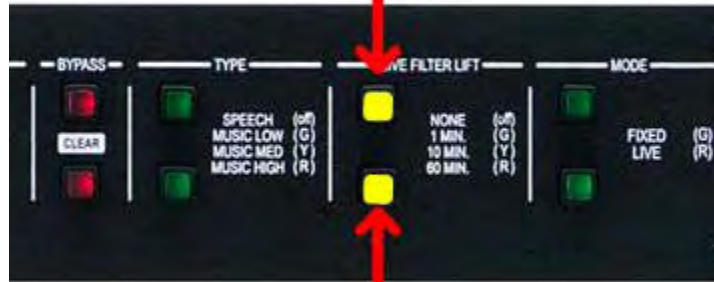 BYPASS
CLEAR
TYPE
SPEECH (off)
MUSIC LOW (G)
MUSIC MED (Y)
MUSIC HIGH (R)
VE FILTER LIFT
NONE (off)
1 MIN. (G)
10 MIN. (Y)
60 MIN. (R)
MODE
FIXED (G)
LIVE (R)